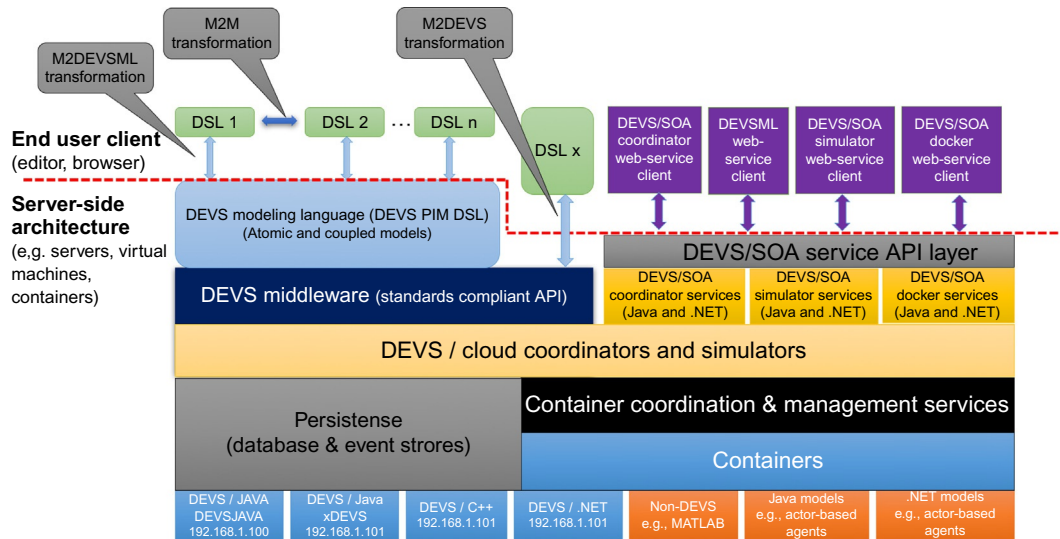 M2M
transformation
M2DEVS
transformation
M2DEVSML
transformation
DSL 1
DSL 2
...
DSL n
DSL x
DEVS/SOA
coordinator
web-service
client
DEVSML
web-
service
client
DEVS/SOA
simulator
web-service
client
DEVS/SOA
docker
web-service
client
End user client
(editor, browser)
Server-side
architecture
(e,g. servers, virtual
machines,
containers)
DEVS modeling language (DEVS PIM DSL)
(Atomic and coupled models)
DEVS/SOA service API layer
DEVS middleware (standards compliant API)
DEVS/SOA
coordinator services
(Java and .NET)
DEVS/SOA
simulator services
(Java and .NET)
DEVS/SOA
docker services
(Java and .NET)
DEVS / cloud coordinators and simulators
Persistense
(database & event strores)
Container coordination & management services
Containers
DEVS / JAVA
DEVSJAVA
192.168.1.100
DEVS / Java
xDEVS
192.168.1.101
DEVS / C++
192.168.1.101
DEVS / .NET
192.168.1.101
Non-DEVS
e.g., MATLAB
Java models
e.g., actor-based
agents
.NET models
e.g., actor-based
agents